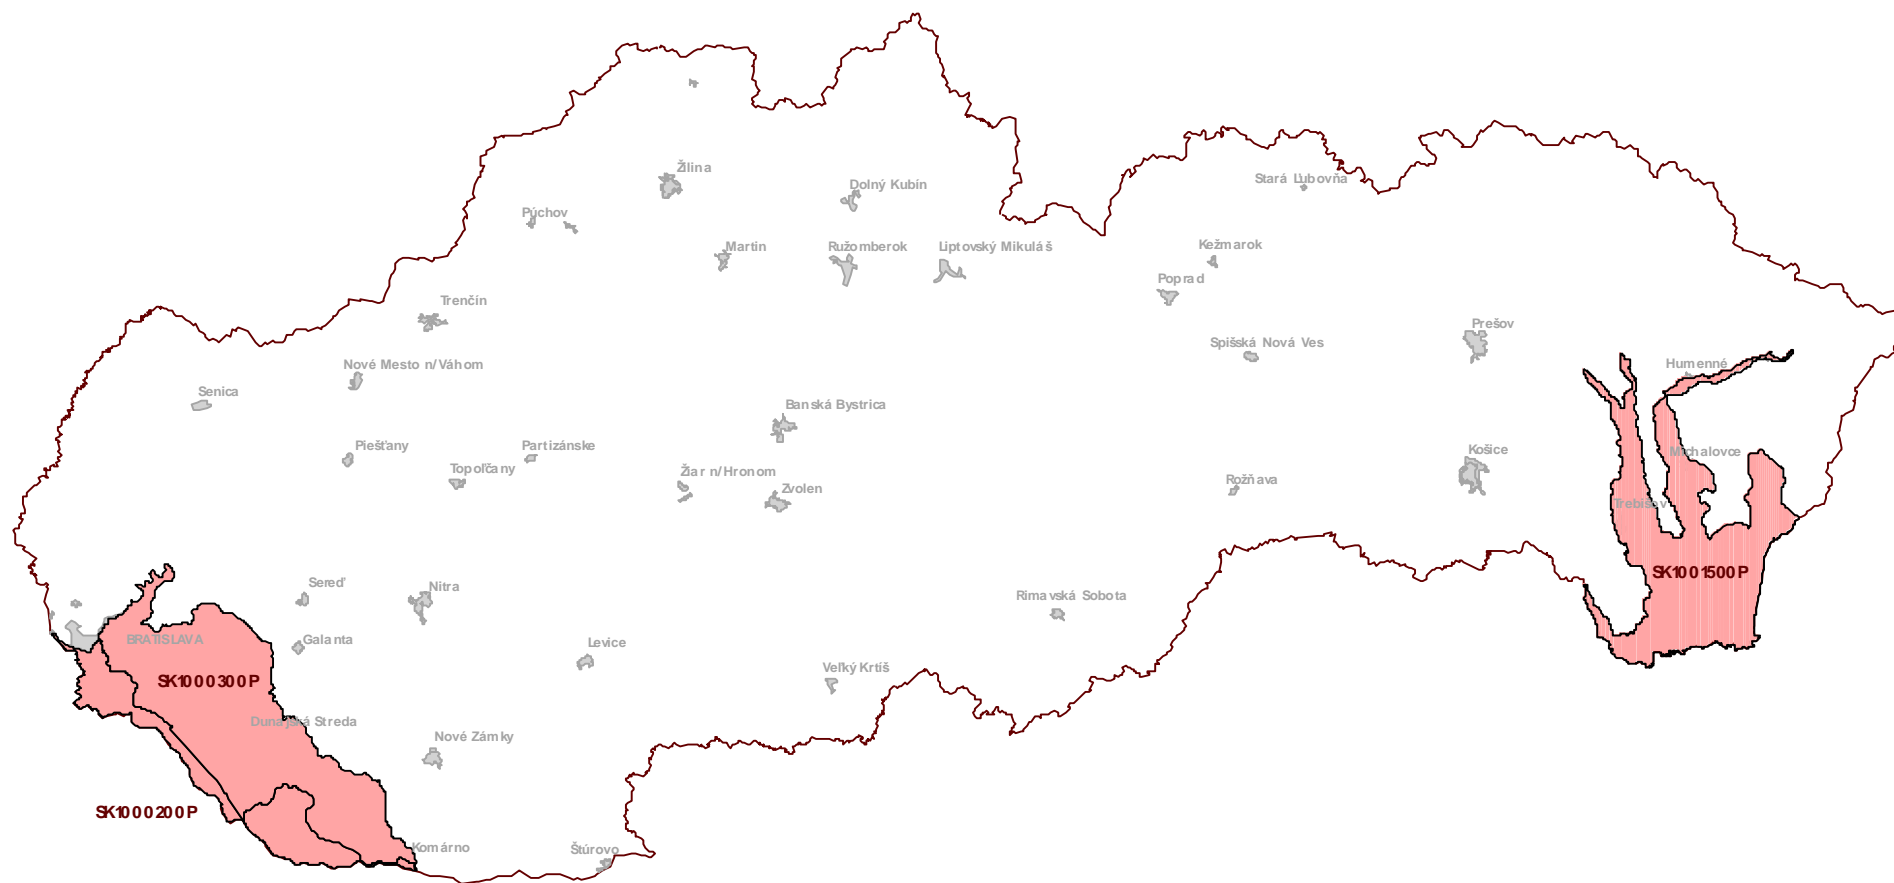 Žilina
Dolný Kubín
Stará Ľubovňa
Púchov
Martin
Ružomberok
Liptovský Mikuláš
Kežmarok
Poprad
Trenčín
Prešov
Spišská Nová Ves
Nové Mesto n/Váhom
Humenné
Senica
Banská Bystrica
Piešťany
Partizánske
Topoľčany
Žiar n/Hronom
Zvolen
Rožňava
Košice
Michalovce
Trebišov
SK1001500P
Sereď
Nitra
Rimavská Sobota
BRATISLAVA
Galanta
Levice
Veľký Krtíš
SK1000300P
Dunajská Streda
Nové Zámky
SK1000200P
Komárno
Štúrovo